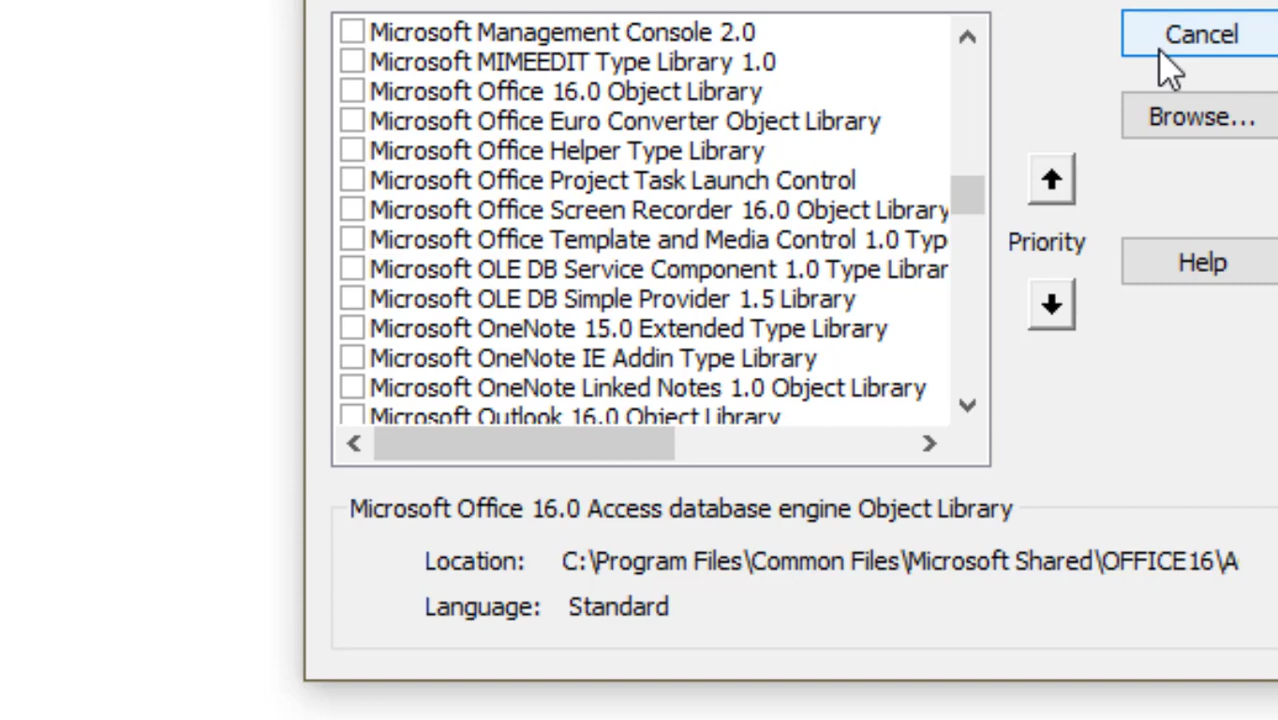 Microsoft Management Console 2.0
Microsoft MIMEEDIT Type Library 1.0
Microsoft Office 16.0 Object Library
Microsoft Office Euro Converter Object Library
Microsoft Office Helper Type Library
Microsoft Office Project Task Launch Control
Microsoft Office Screen Recorder 16.0 Object Library
Microsoft Office Template and Media Control 1.0 Typ
Microsoft OLE DB Service Component 1.0 Type Librar
Microsoft OLE DB Simple Provider 1.5 Library
Microsoft OneNote 15.0 Extended Type Library
Microsoft OneNote IE Addin Type Library
Microsoft OneNote Linked Notes 1.0 Object Library
Microsoft Outlook 16.0 Object Library
Cancel
Browse...
Priority
Help
Microsoft Office 16.0 Access database engine Object Library
Location: C:\Program Files\Common Files\Microsoft Shared\OFFICE16\A
Language: Standard